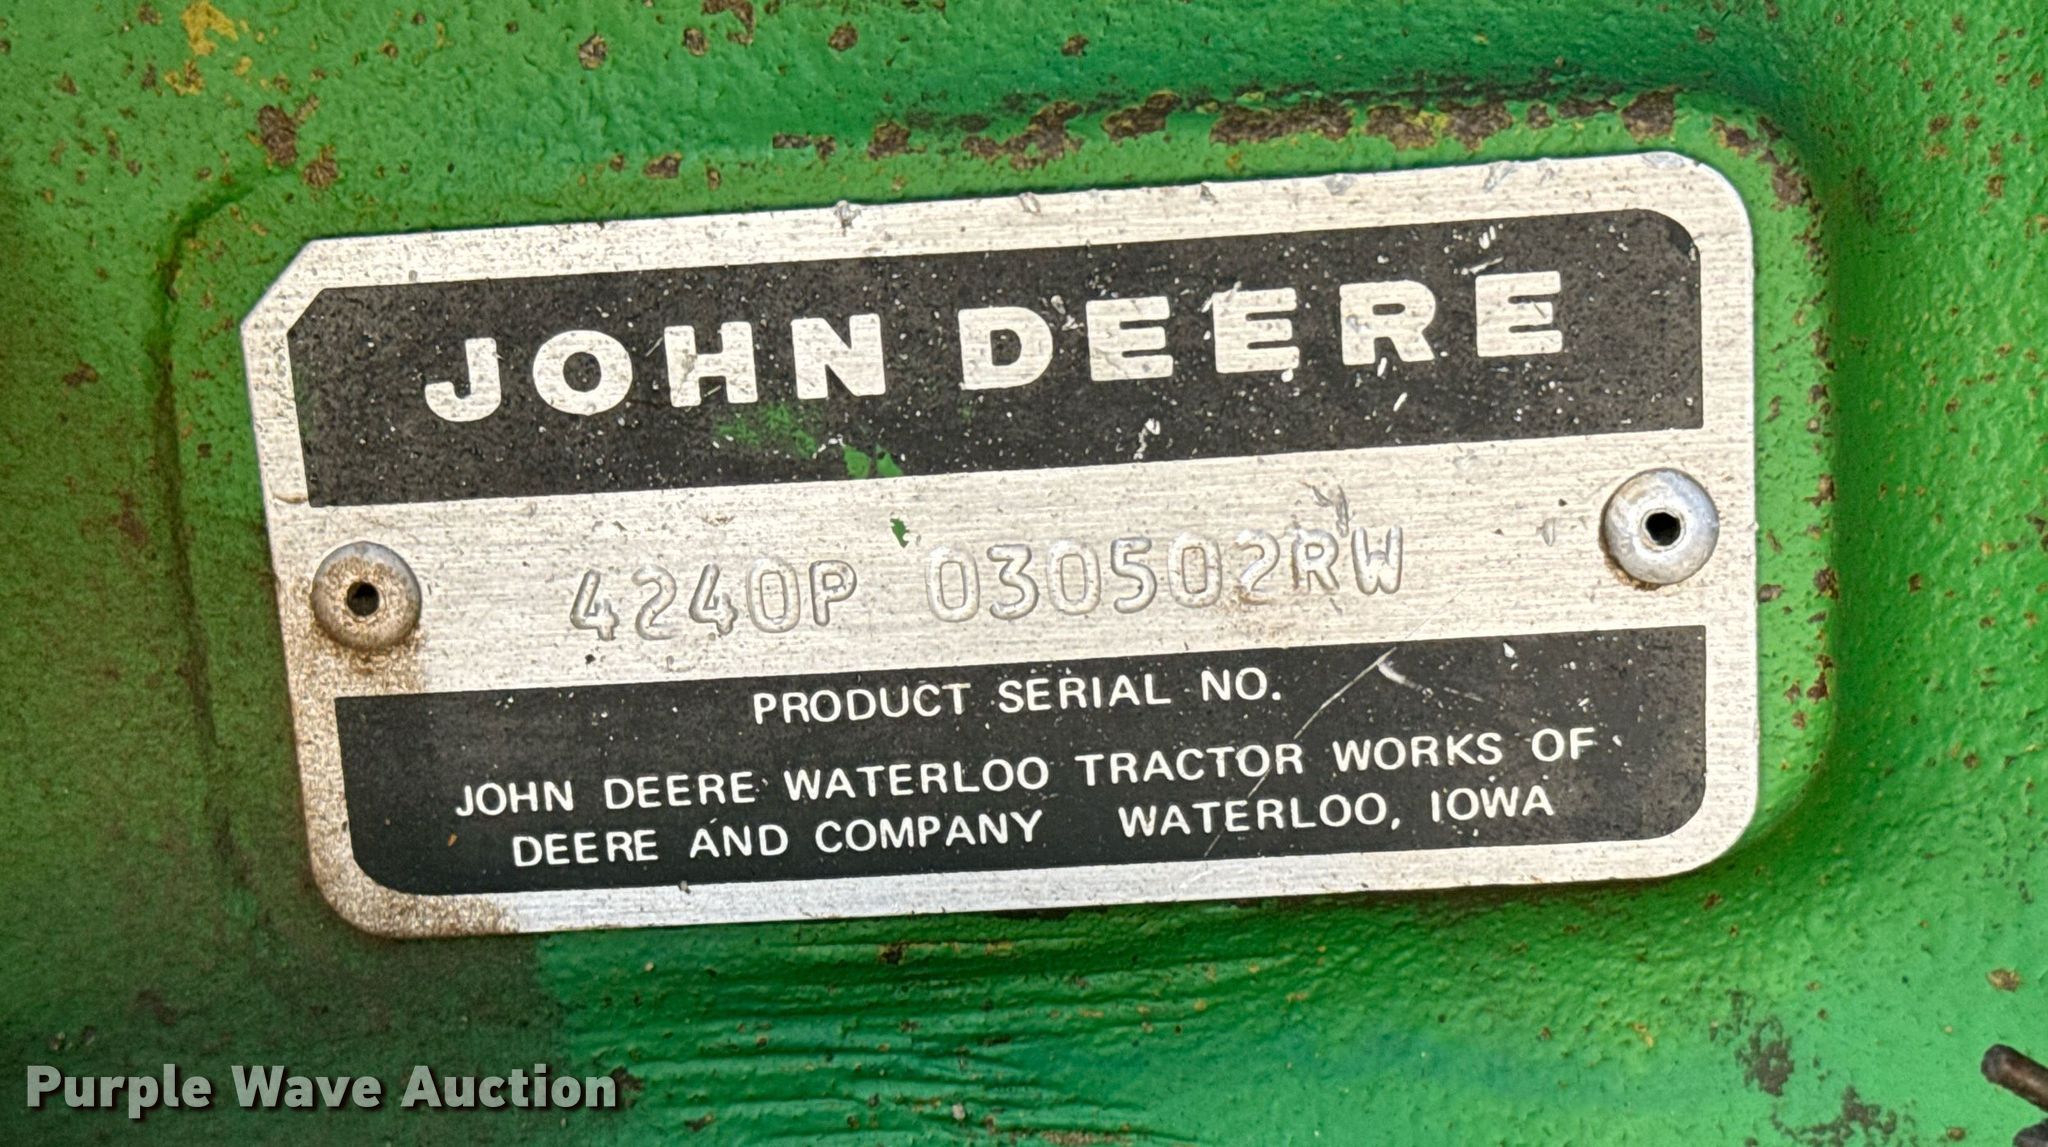 JOHN DEERE
4240P 030502RW
PRODUCT SERIAL NO.
JOHN DEERE WATERLOO TRACTOR WORKS OF
DEERE AND COMPANY WATERLOO, IOWA
Purple Wave Auction